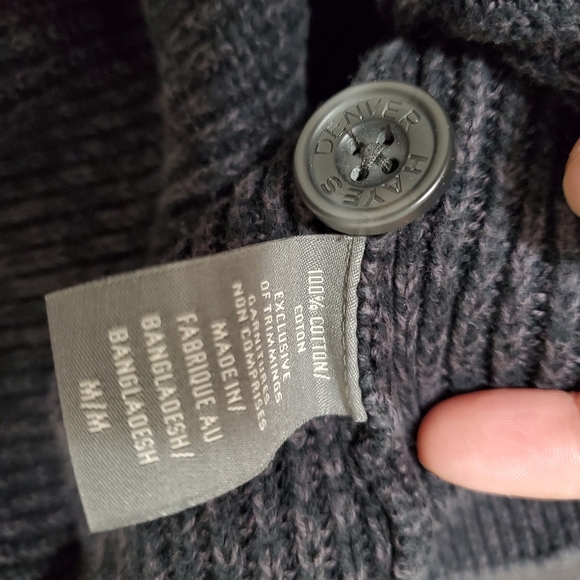 DENVER
HAYES
100% COTTON/
COTON
EXCLUSIVE
OF TRIMMINGS
GARNITURES
NON COMPRISES
MADE IN/
FABRIQUE AU
BANGLADESH/
BANGLADESH
M/M